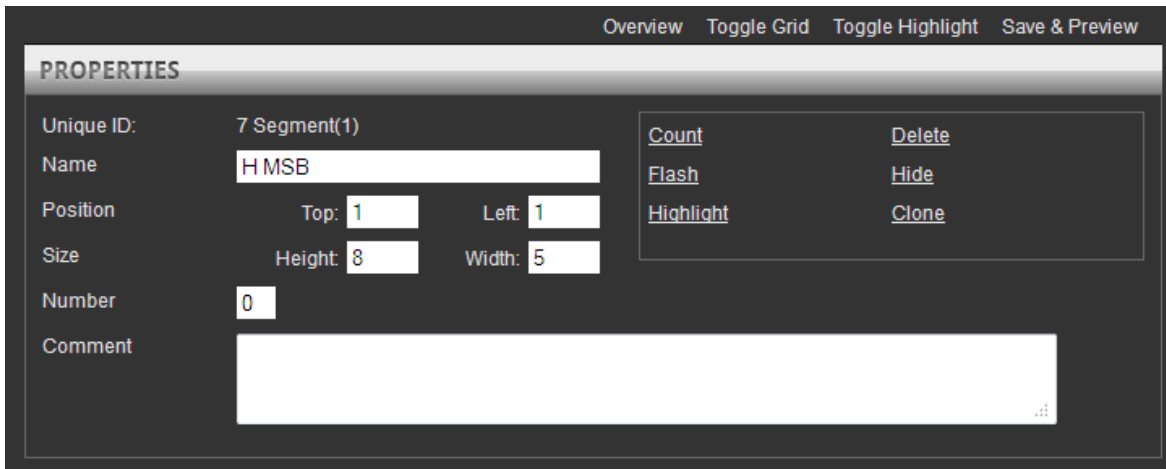 Overview Toggle Grid Toggle Highlight Save & Preview
PROPERTIES
Unique ID: 7 Segment(1)
Name H MSB
Position Top: 1 Left: 1
Size Height: 8 Width: 5
Number 0
Comment
Count Delete
Flash Hide
Highlight Clone